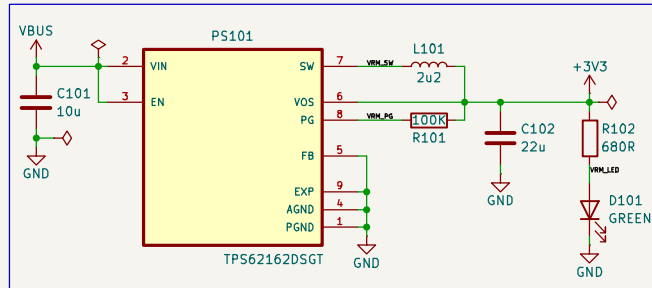 VBUS
PS101
2
VIN
SW
7
VRM_SW
L101
2u2
+3V3
3
EN
VOS
6
C101
10u
PG
8
VRM_PG
100K
R101
C102
22u
R102
680R
FB
5
VRM_LED
GND
EXP
9
GND
AGND
4
D101
GREEN
PGND
1
TPS62162DSGT
GND
GND